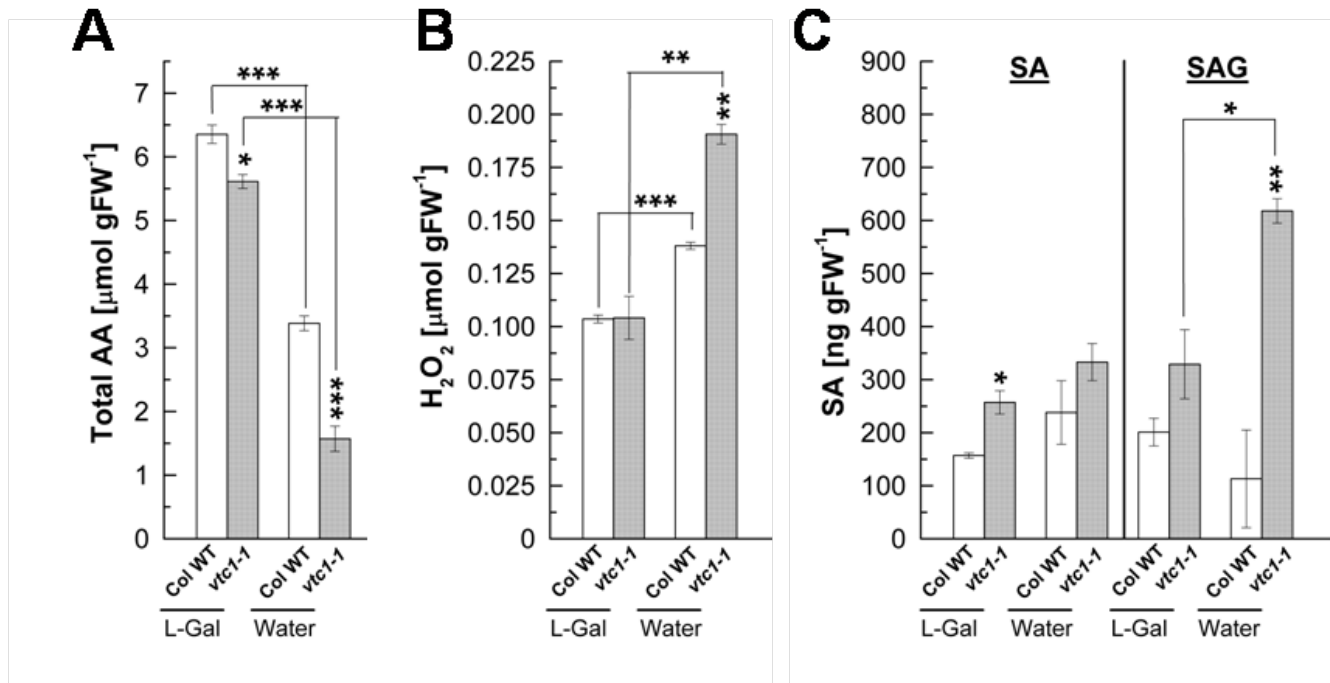 A
Total AA [μmol gFW⁻¹]
7
6
5
4
3
2
1
0
***
***
*
***
Col WT
vtc1-1
Col WT
vtc1-1
L-Gal
Water
B
H₂O₂ [μmol gFW⁻¹]
0.225
0.200
0.175
0.150
0.125
0.100
0.075
0.050
0.025
0
**
**
***
Col WT
vtc1-1
Col WT
vtc1-1
L-Gal
Water
C
SA [ng gFW⁻¹]
900
800
700
600
500
400
300
200
100
0
SA
SAG
*
**
*
Col WT
vtc1-1
Col WT
vtc1-1
Col WT
vtc1-1
Col WT
vtc1-1
L-Gal
Water
L-Gal
Water